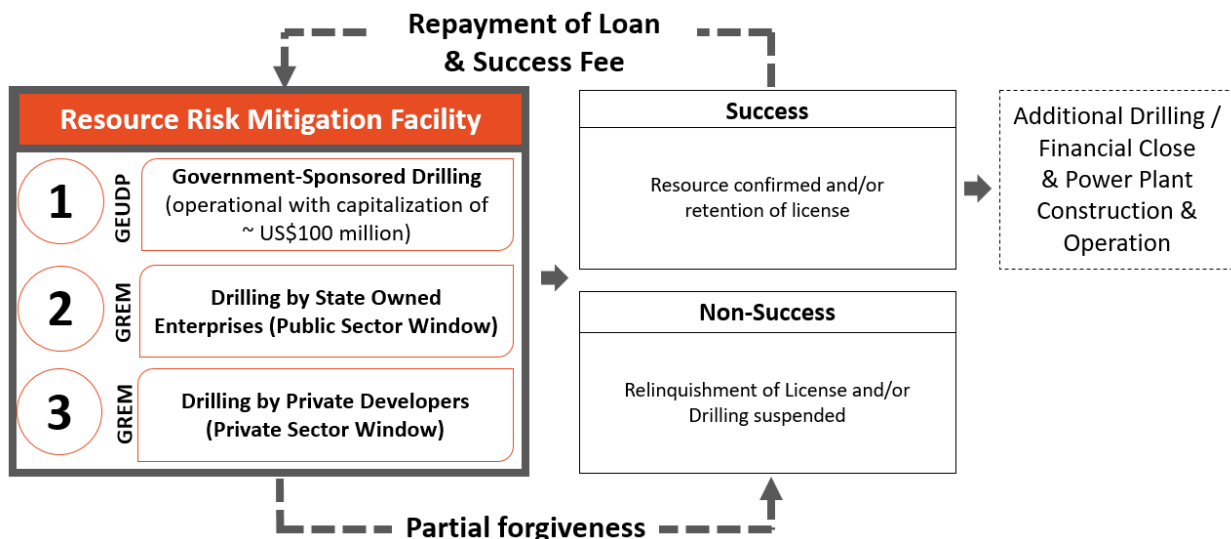 Repayment of Loan
& Success Fee
Resource Risk Mitigation Facility
1
GEUDP
Government-Sponsored Drilling
(operational with capitalization of
~ US$100 million)
2
GREM
Drilling by State Owned
Enterprises (Public Sector Window)
3
GREM
Drilling by Private Developers
(Private Sector Window)
Success
Resource confirmed and/or
retention of license
Non-Success
Relinquishment of License and/or
Drilling suspended
Additional Drilling /
Financial Close
& Power Plant
Construction &
Operation
Partial forgiveness